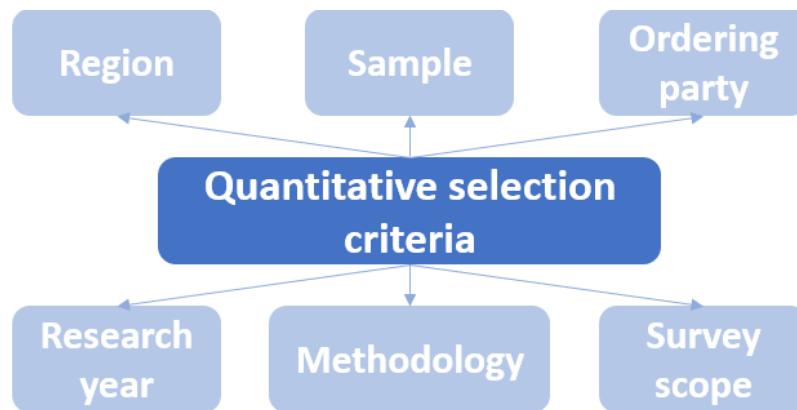 Region
Sample
Ordering
party
Quantitative selection
criteria
Research
year
Methodology
Survey
scope